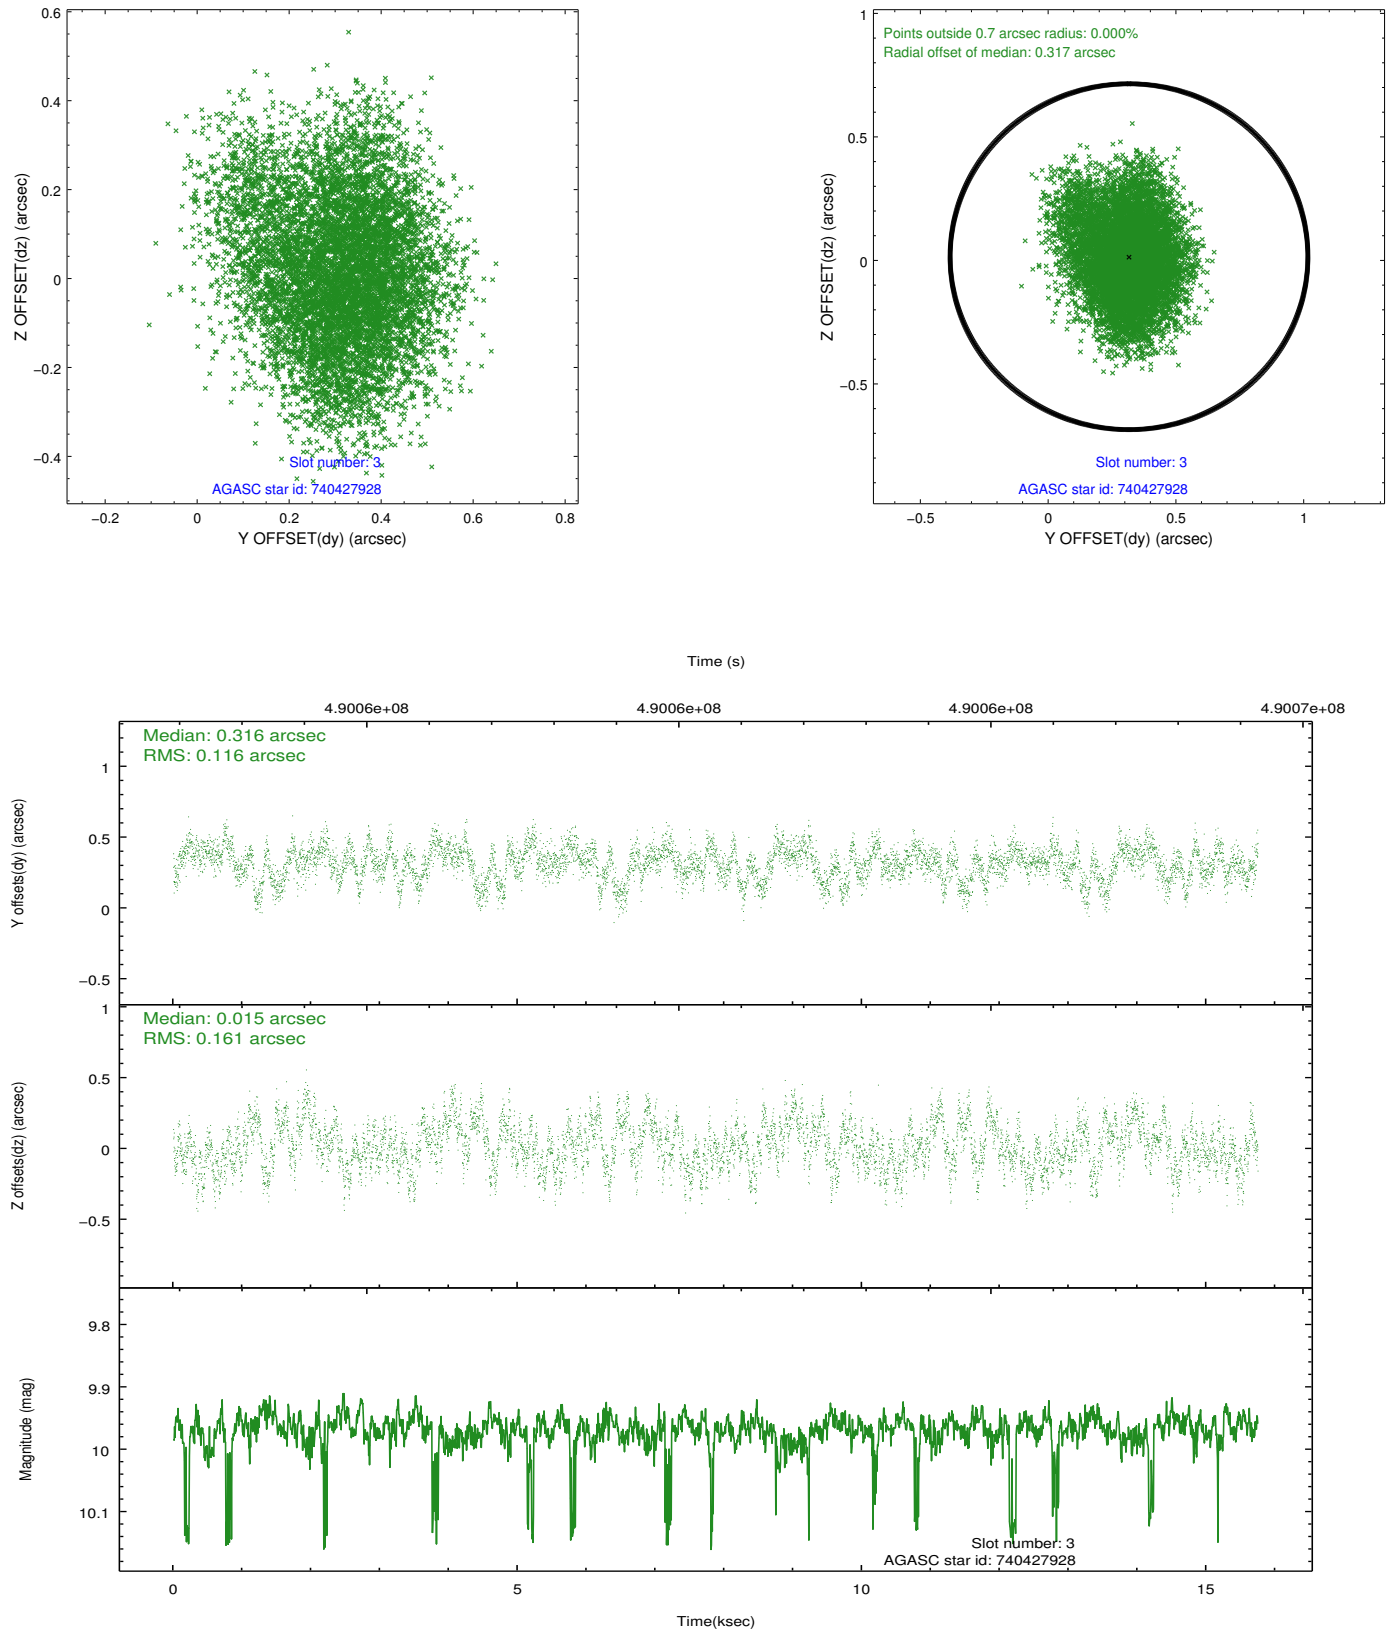 0.6
0.4
0.2
0
−0.2
−0.4
Z OFFSET(dz) (arcsec)
Slot number: 3
AGASC star id: 740427928
−0.2 0 0.2 0.4 0.6 0.8
Y OFFSET(dy) (arcsec)
1
0.5
0
−0.5
Z OFFSET(dz) (arcsec)
Points outside 0.7 arcsec radius: 0.000%
Radial offset of median: 0.317 arcsec
Slot number: 3
AGASC star id: 740427928
−0.5 0 0.5 1
Y OFFSET(dy) (arcsec)
Time (s)
4.9006e+08 4.9006e+08 4.9006e+08 4.9007e+08
Median: 0.316 arcsec
RMS: 0.116 arcsec
1
0.5
0
−0.5
Y offsets(dy) (arcsec)
Median: 0.015 arcsec
RMS: 0.161 arcsec
1
0.5
0
−0.5
Z offsets(dz) (arcsec)
9.8
9.9
10
10.1
Magnitude (mag)
Slot number: 3
AGASC star id: 740427928
0 5 10 15
Time(ksec)